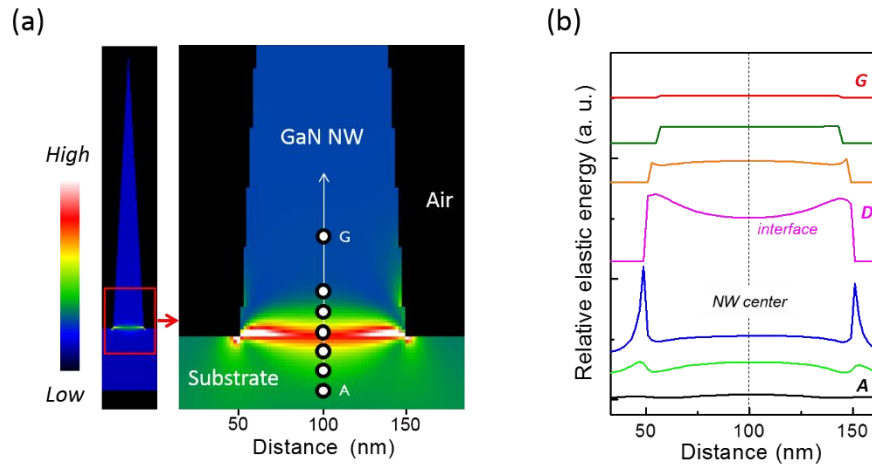 (a)
High
Low
GaN NW
Air
G
Substrate
A
50
100
150
Distance (nm)
(b)
Relative elastic energy (a. u.)
G
D
interface
NW center
A
50
100
150
Distance (nm)